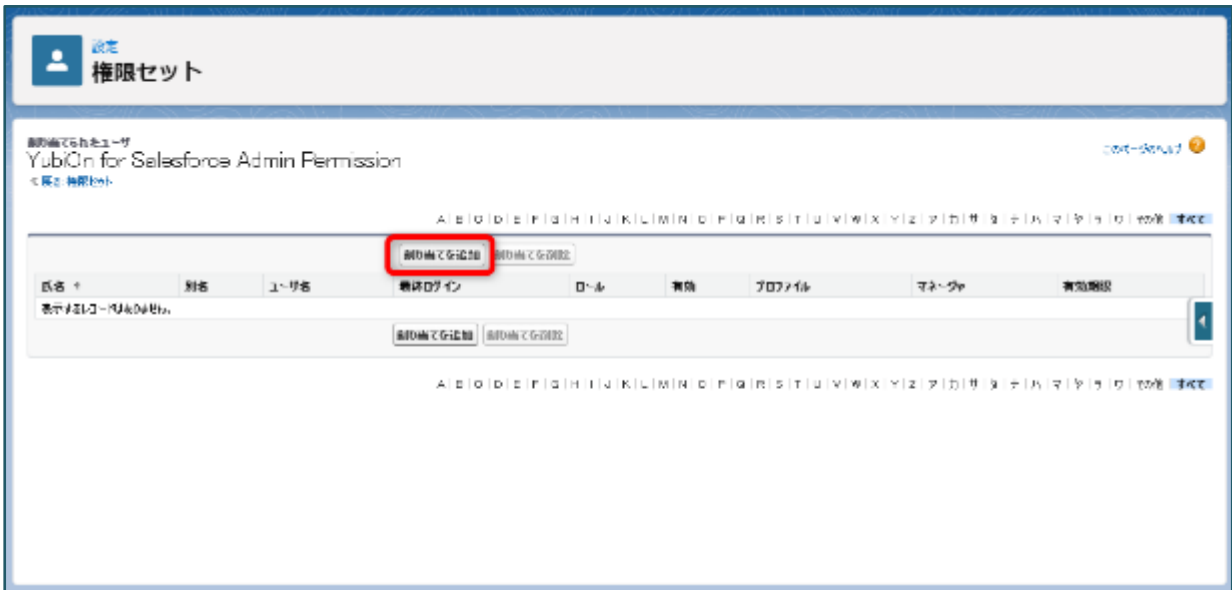 設定
権限セット
割り当てられたユーザ
YubiOn for Salesforce Admin Permission
このページのヘルプ
« 戻る: 権限セット
A | B | C | D | E | F | G | H | I | J | K | L | M | N | O | P | Q | R | S | T | U | V | W | X | Y | Z | ア | カ | サ | タ | ナ | ハ | マ | ヤ | ラ | ワ | その他 | すべて
割り当てを追加 割り当てを削除
氏名 ↑ 別名 ユーザ名 最終ログイン ロール 有効 プロファイル マネージャ 有効期限
表示するレコードはありません。
割り当てを追加 割り当てを削除
A | B | C | D | E | F | G | H | I | J | K | L | M | N | O | P | Q | R | S | T | U | V | W | X | Y | Z | ア | カ | サ | タ | ナ | ハ | マ | ヤ | ラ | ワ | その他 | すべて